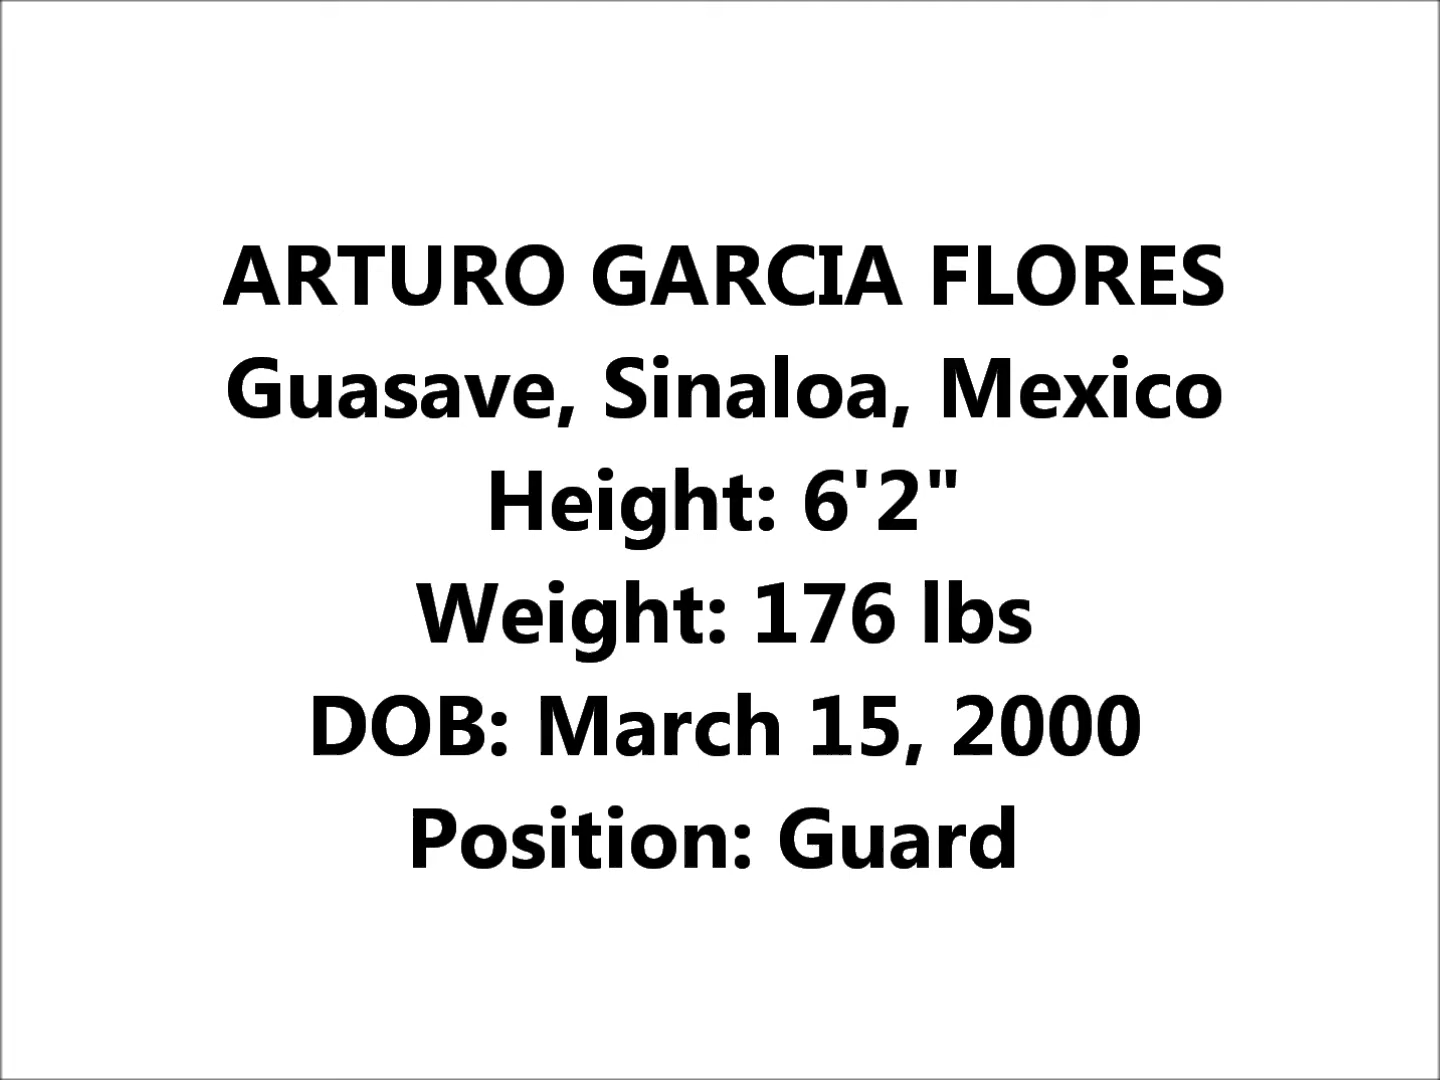 ARTURO GARCIA FLORES
Guasave, Sinaloa, Mexico
Height: 6'2"
Weight: 176 lbs
DOB: March 15, 2000
Position: Guard